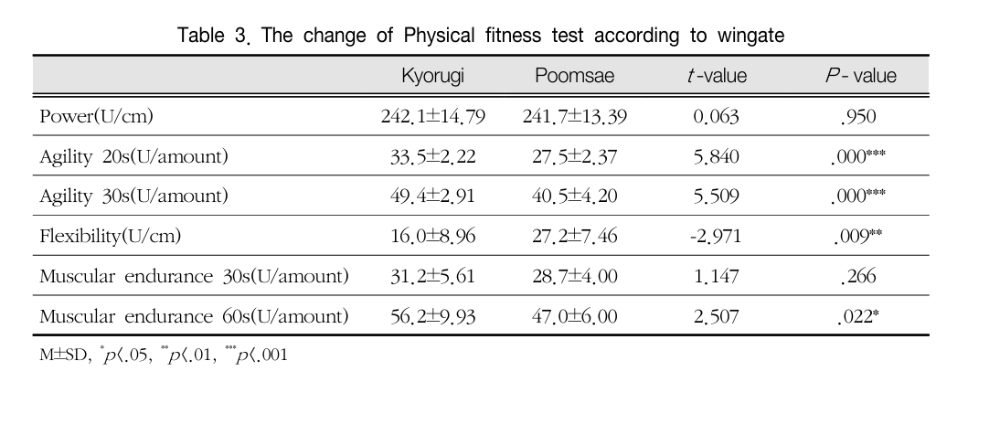 Table 3. The change of Physical fitness test according to wingate
Kyorugi Poomsae t-value P-value
Power(U/cm) 242.1±14.79 241.7±13.39 0.063 .950
Agility 20s(U/amount) 33.5±2.22 27.5±2.37 5.840 .000***
Agility 30s(U/amount) 49.4±2.91 40.5±4.20 5.509 .000***
Flexibility(U/cm) 16.0±8.96 27.2±7.46 -2.971 .009**
Muscular endurance 30s(U/amount) 31.2±5.61 28.7±4.00 1.147 .266
Muscular endurance 60s(U/amount) 56.2±9.93 47.0±6.00 2.507 .022*
M±SD, *p<.05, **p<.01, ***p<.001